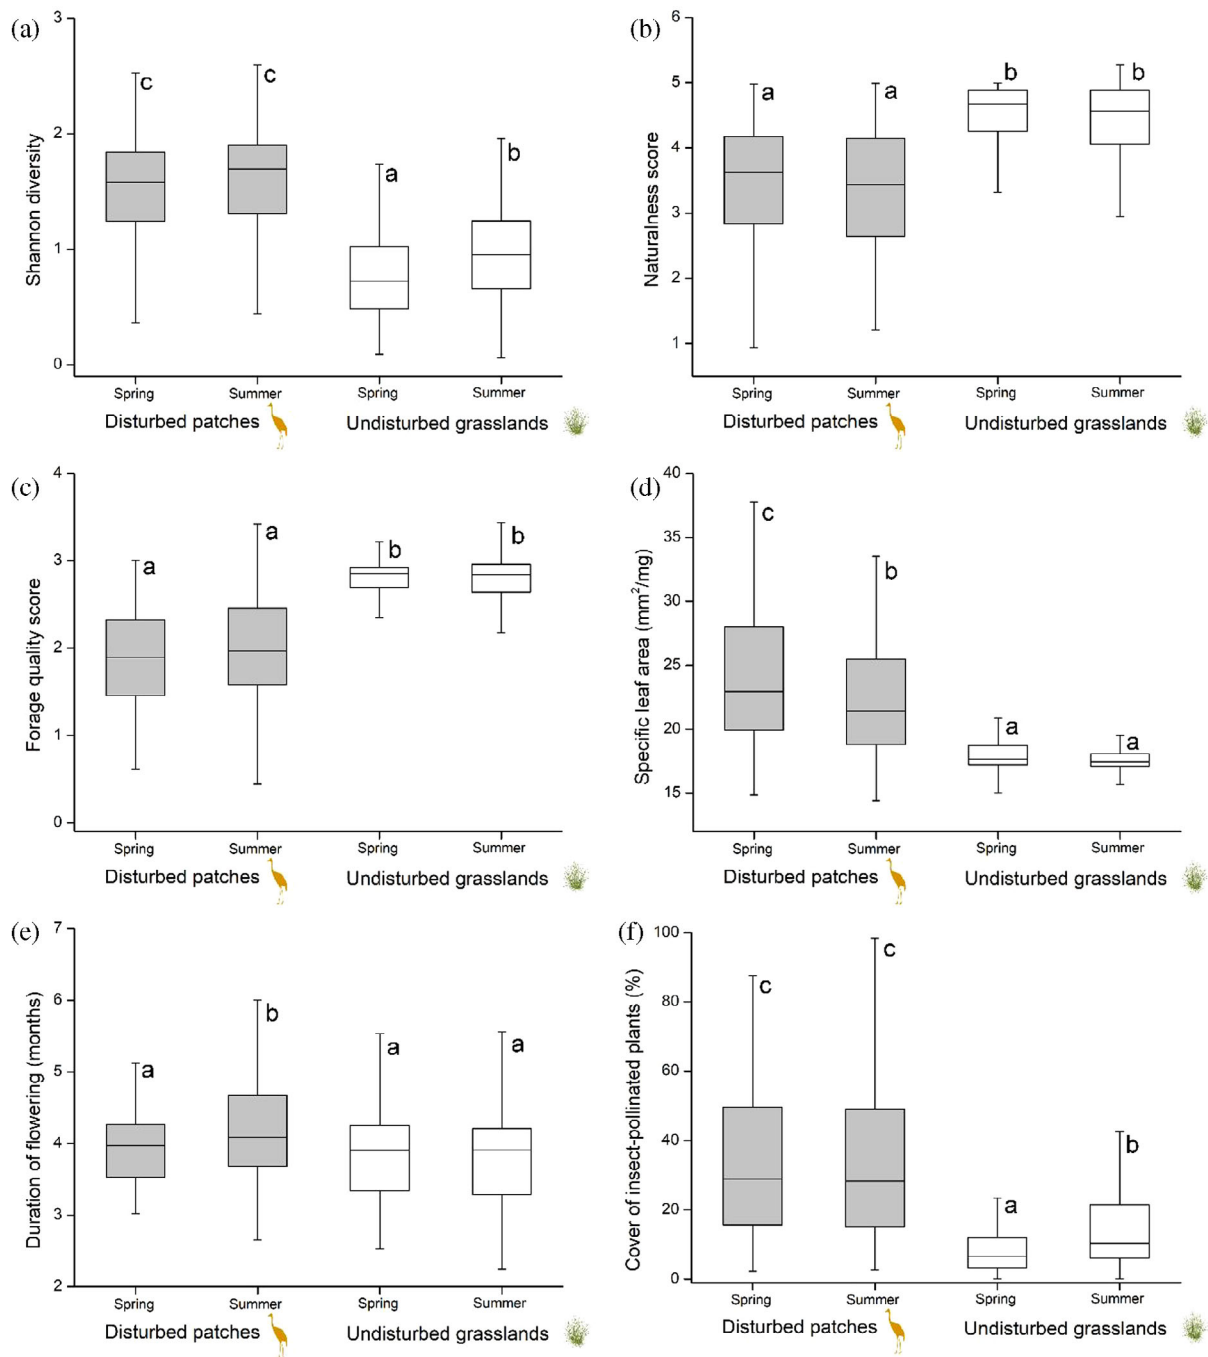 (a)
Shannon diversity
3
2
1
0
c
c
a
b
Spring
Summer
Spring
Summer
Disturbed patches
Undisturbed grasslands
(b)
Naturalness score
6
5
4
3
2
1
a
a
b
b
Spring
Summer
Spring
Summer
Disturbed patches
Undisturbed grasslands
(c)
Forage quality score
4
3
2
1
0
a
a
b
b
Spring
Summer
Spring
Summer
Disturbed patches
Undisturbed grasslands
(d)
Specific leaf area (mm²/mg)
40
35
30
25
20
15
c
b
a
a
Spring
Summer
Spring
Summer
Disturbed patches
Undisturbed grasslands
(e)
Duration of flowering (months)
7
6
5
4
3
2
a
b
a
a
Spring
Summer
Spring
Summer
Disturbed patches
Undisturbed grasslands
(f)
Cover of insect-pollinated plants (%)
100
80
60
40
20
0
c
c
a
b
Spring
Summer
Spring
Summer
Disturbed patches
Undisturbed grasslands